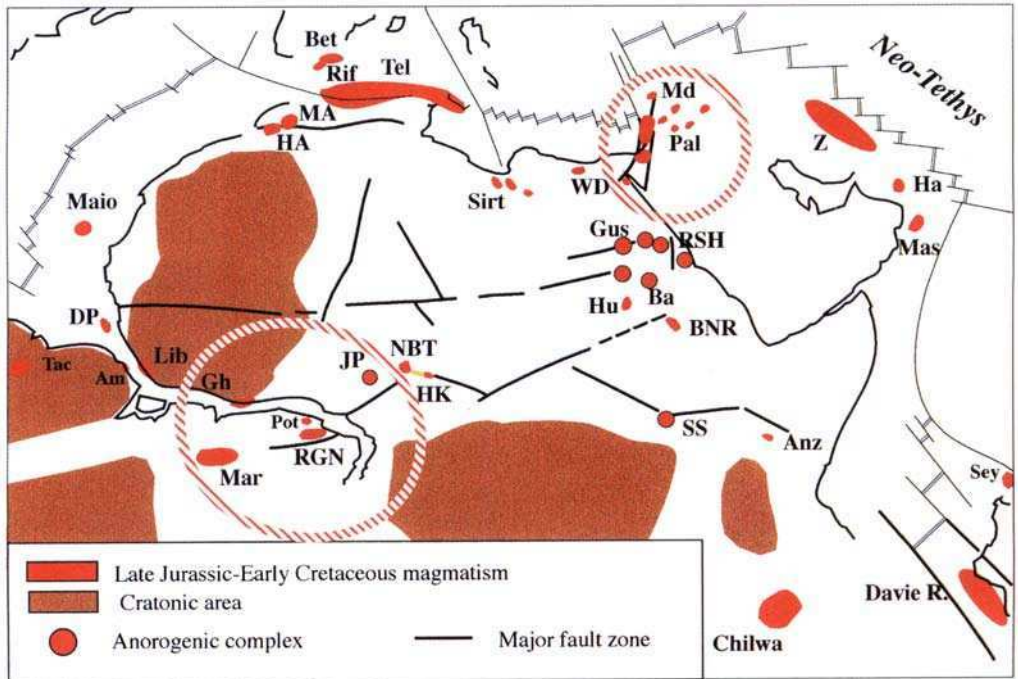 Bet
Rif
Tel
MA
HA
Md
Pal
Neo-Tethys
Z
Ha
Mas
WD
Sirt
Maio
Gus
RSH
Hu
Ba
BNR
DP
Tac
Am
Lib
Gh
JP
NBT
HK
Pot
RGN
Mar
SS
Anz
Sey
Davie R.
Chilwa
Late Jurassic-Early Cretaceous magmatism
Cratonic area
Anorogenic complex
Major fault zone